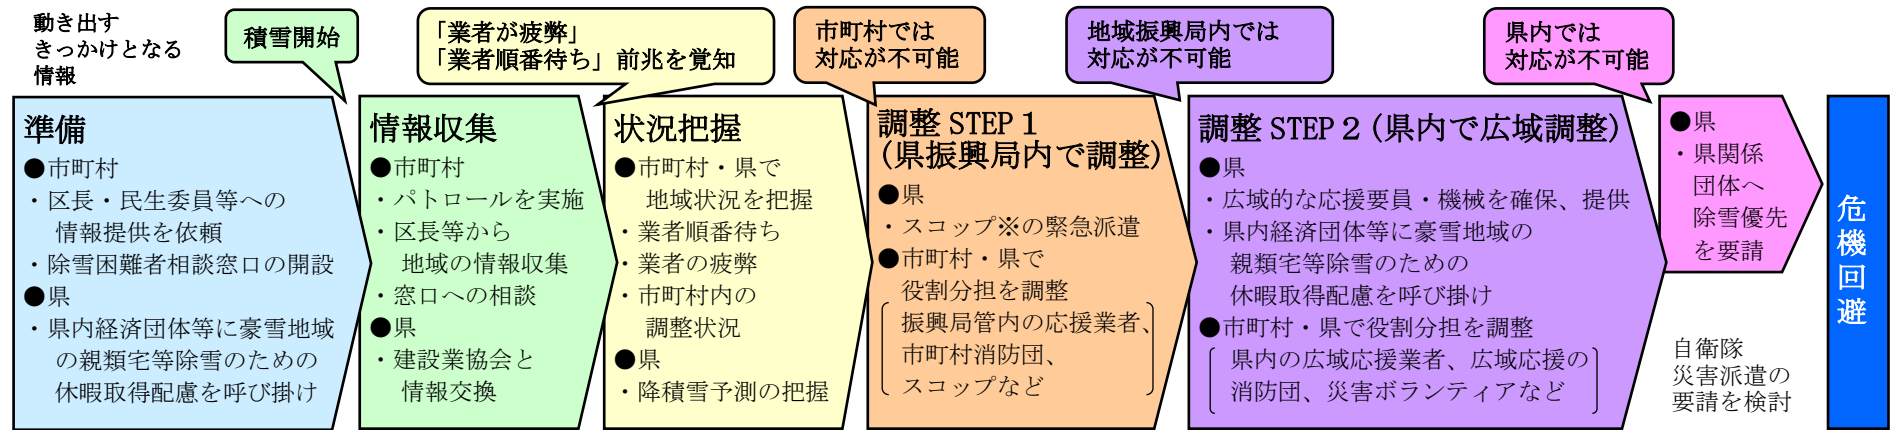 動き出す
きっかけとなる
情報
積雪開始
「業者が疲弊」
「業者順番待ち」前兆を覚知
市町村では
対応が不可能
地域振興局内では
対応が不可能
県内では
対応が不可能
準備
●市町村
・区長・民生委員等への
情報提供を依頼
・除雪困難者相談窓口の開設
●県
・県内経済団体等に豪雪地域
の親類宅等除雪のための
休暇取得配慮を呼び掛け
情報収集
●市町村
・パトロールを実施
・区長等から
地域の情報収集
・窓口への相談
●県
・建設業協会と
情報交換
状況把握
●市町村・県で
地域状況を把握
・業者順番待ち
・業者の疲弊
・市町村内の
調整状況
●県
・降積雪予測の把握
調整 STEP 1
(県振興局内で調整)
●県
・スコップ※の緊急派遣
●市町村・県で
役割分担を調整
振興局管内の応援業者、
市町村消防団、
スコップなど
調整 STEP 2 (県内で広域調整)
●県
・広域的な応援要員・機械を確保、提供
・県内経済団体等に豪雪地域の
親類宅等除雪のための
休暇取得配慮を呼び掛け
●市町村・県で役割分担を調整
県内の広域応援業者、広域応援の
消防団、災害ボランティアなど
●県
・県関係
団体へ
除雪優先
を要請
自衛隊
災害派遣の
要請を検討
危機回避